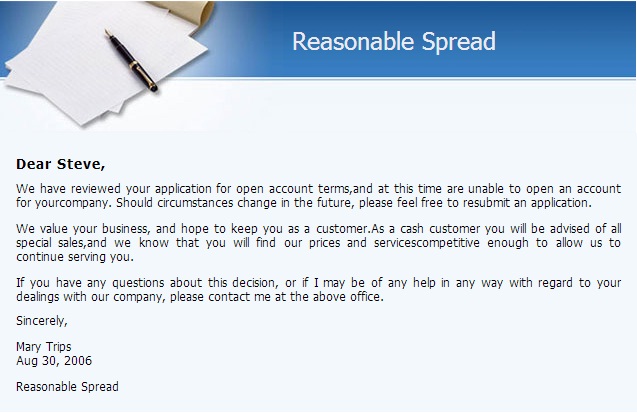 Reasonable Spread
Dear Steve,
We have reviewed your application for open account terms,and at this time are unable to open an account
for yourcompany. Should circumstances change in the future, please feel free to resubmit an application.
We value your business, and hope to keep you as a customer.As a cash customer you will be advised of all
special sales,and we know that you will find our prices and servicescompetitive enough to allow us to
continue serving you.
If you have any questions about this decision, or if I may be of any help in any way with regard to your
dealings with our company, please contact me at the above office.
Sincerely,
Mary Trips
Aug 30, 2006
Reasonable Spread